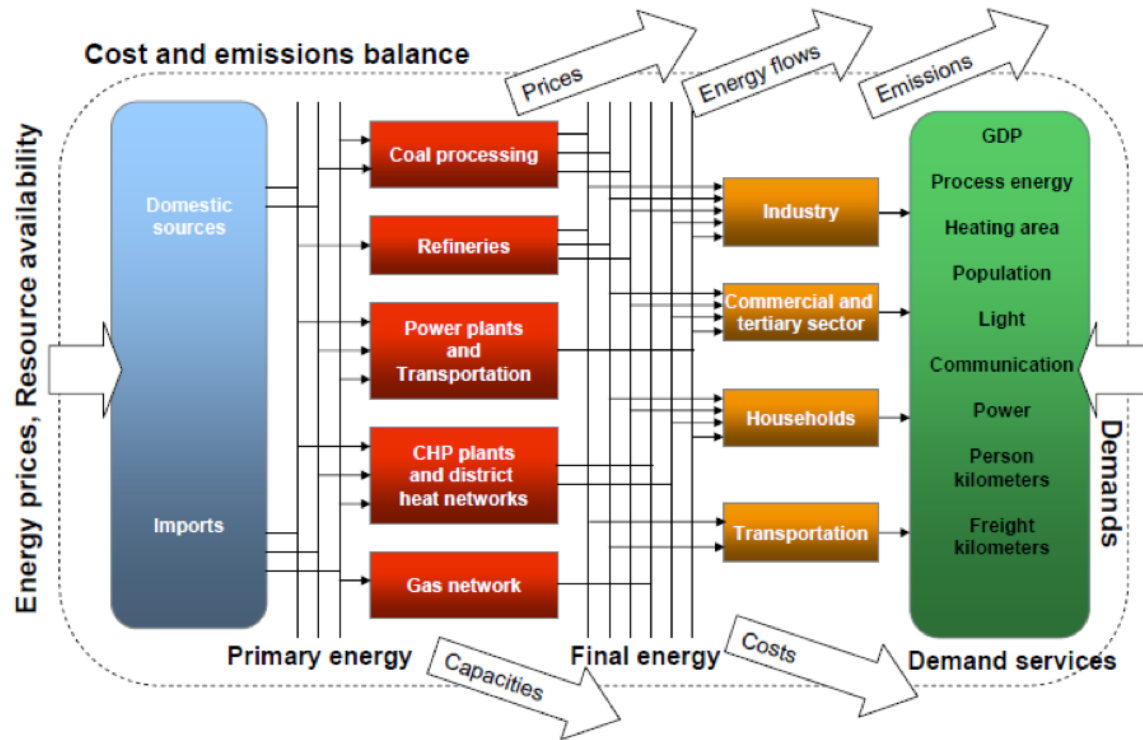 Cost and emissions balance
Prices
Energy flows
Emissions
Energy prices, Resource availability
Domestic
sources
Imports
Coal processing
Refineries
Power plants
and
Transportation
CHP plants
and district
heat networks
Gas network
Industry
Commercial and
tertiary sector
Households
Transportation
GDP
Process energy
Heating area
Population
Light
Communication
Power
Person
kilometers
Freight
kilometers
Demands
Primary energy
Capacities
Final energy
Costs
Demand services